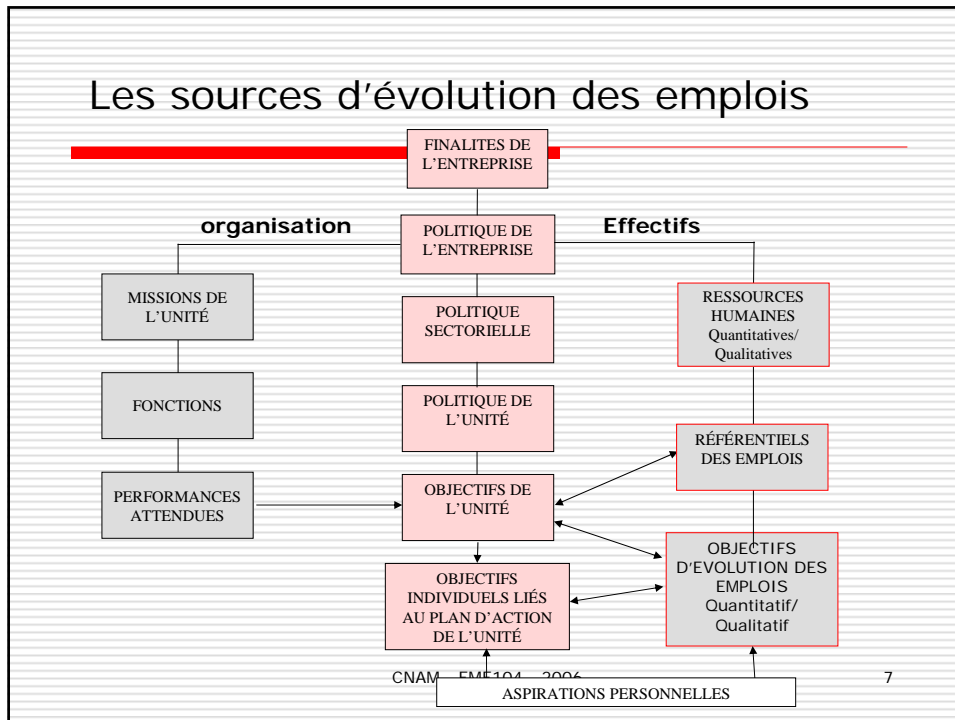 Les sources d'évolution des emplois
FINALITES DE
L'ENTREPRISE
organisation
Effectifs
POLITIQUE DE
L'ENTREPRISE
MISSIONS DE
L'UNITÉ
POLITIQUE
SECTORIELLE
RESSOURCES
HUMAINES
Quantitatives/
Qualitatives
FONCTIONS
POLITIQUE DE
L'UNITÉ
RÉFÉRENTIELS
DES EMPLOIS
PERFORMANCES
ATTENDUES
OBJECTIFS DE
L'UNITÉ
OBJECTIFS
D'EVOLUTION DES
EMPLOIS
Quantitatif/
Qualitatif
OBJECTIFS
INDIVIDUELS LIÉS
AU PLAN D'ACTION
DE L'UNITÉ
CNAM FME104 2006
7
ASPIRATIONS PERSONNELLES